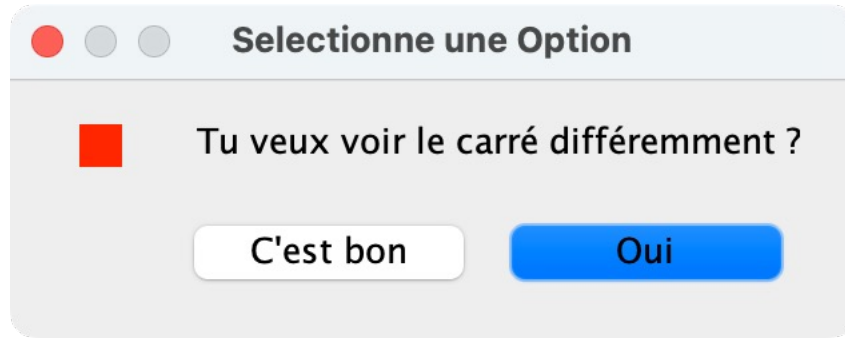 Selectionne une Option
Tu veux voir le carré différemment ?
C'est bon
Oui